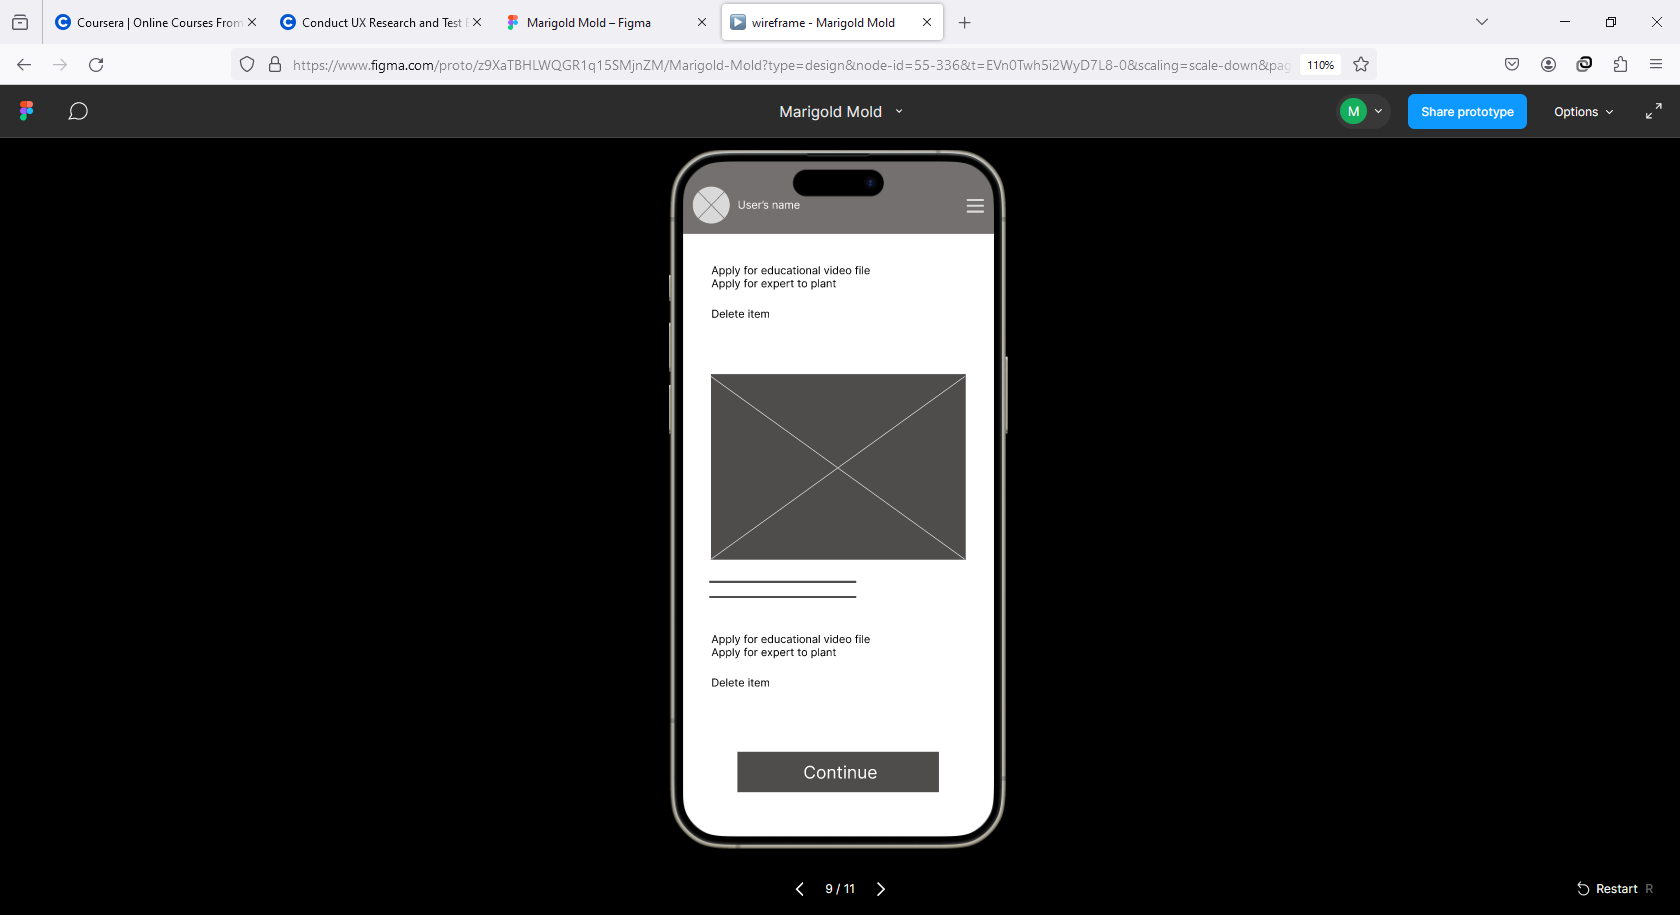 Coursera | Online Courses From
Conduct UX Research and Test E
Marigold Mold – Figma
wireframe - Marigold Mold
https://www.figma.com/proto/z9XaTBHLWQGR1q15SMjnZM/Marigold-Mold?type=design&node-id=55-336&t=EVn0Twh5i2WyD7L8-0&scaling=scale-down&pag
110%
Marigold Mold
M
Share prototype
Options
User's name
Apply for educational video file
Apply for expert to plant
Delete item
Apply for educational video file
Apply for expert to plant
Delete item
Continue
9 / 11
Restart R